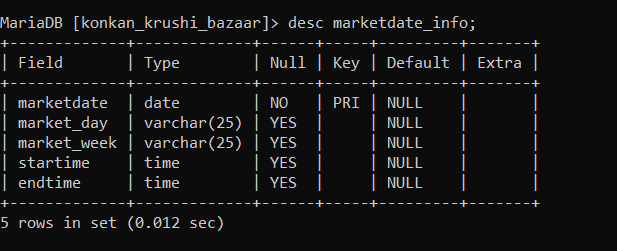 MariaDB [konkan_krushi_bazaar]> desc marketdate_info;
+-------------+-------------+------+-----+---------+-------+
| Field       | Type        | Null | Key | Default | Extra |
+-------------+-------------+------+-----+---------+-------+
| marketdate  | date        | NO   | PRI | NULL    |       |
| market_day  | varchar(25) | YES  |     | NULL    |       |
| market_week | varchar(25) | YES  |     | NULL    |       |
| startime    | time        | YES  |     | NULL    |       |
| endtime     | time        | YES  |     | NULL    |       |
+-------------+-------------+------+-----+---------+-------+
5 rows in set (0.012 sec)